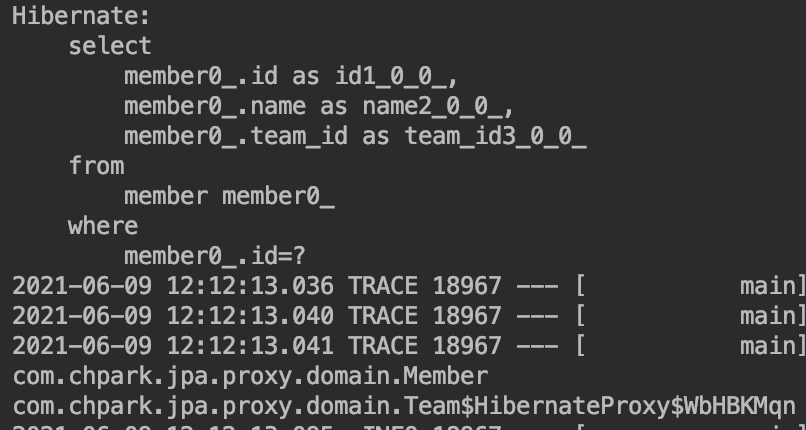 Hibernate:
    select
        member0_.id as id1_0_0_,
        member0_.name as name2_0_0_,
        member0_.team_id as team_id3_0_0_
    from
        member member0_
    where
        member0_.id=?
2021-06-09 12:12:13.036 TRACE 18967 --- [           main]
2021-06-09 12:12:13.040 TRACE 18967 --- [           main]
2021-06-09 12:12:13.041 TRACE 18967 --- [           main]
com.chpark.jpa.proxy.domain.Member
com.chpark.jpa.proxy.domain.Team$HibernateProxy$WbHBKMqn